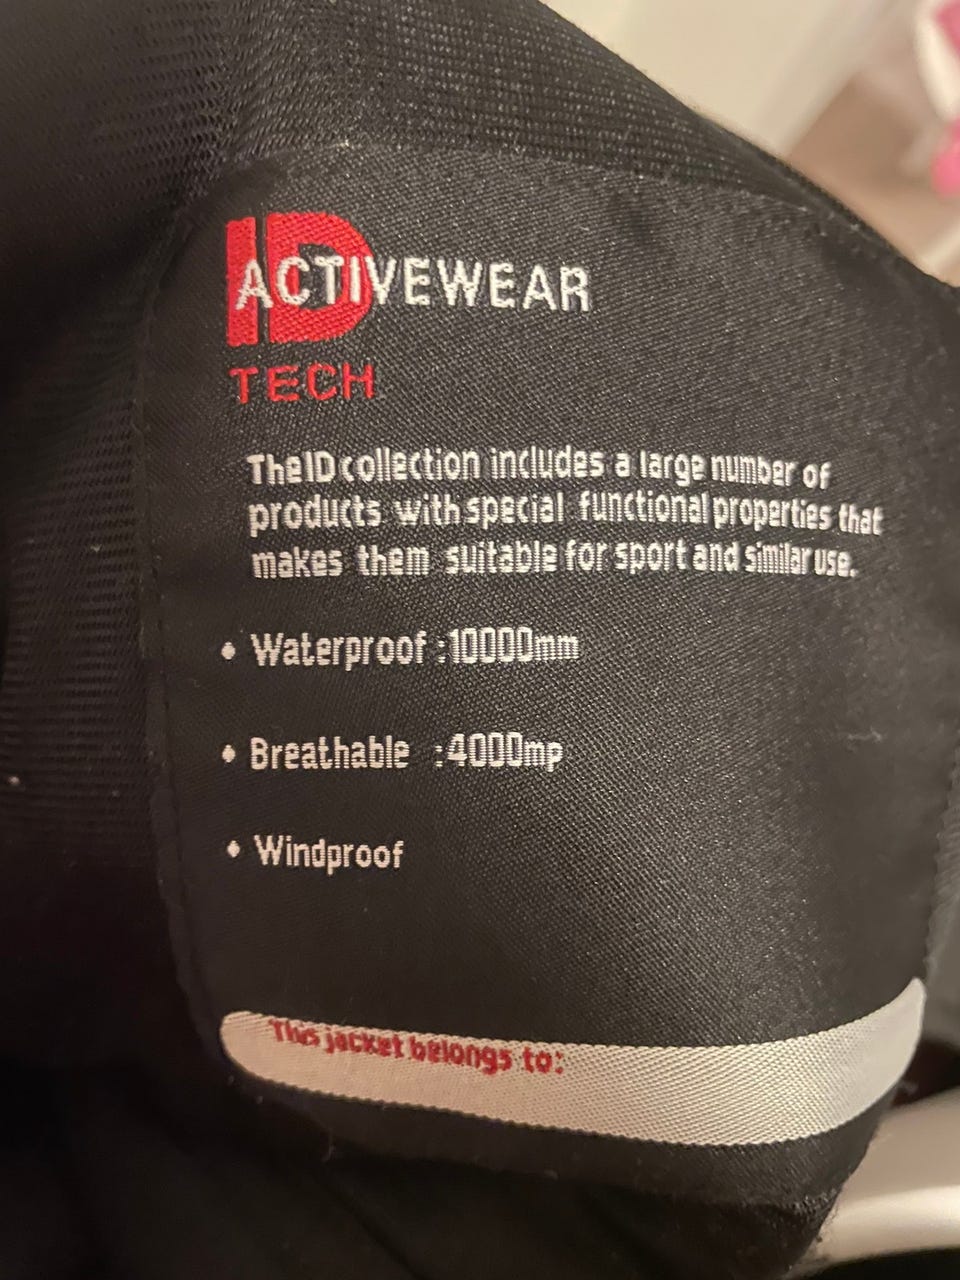 ID
ACTIVEWEAR
TECH
The ID collection includes a large number of
products with special functional properties that
makes them suitable for sport and similar use.
• Waterproof :10000mm
• Breathable :4000mp
• Windproof
This jacket belongs to: